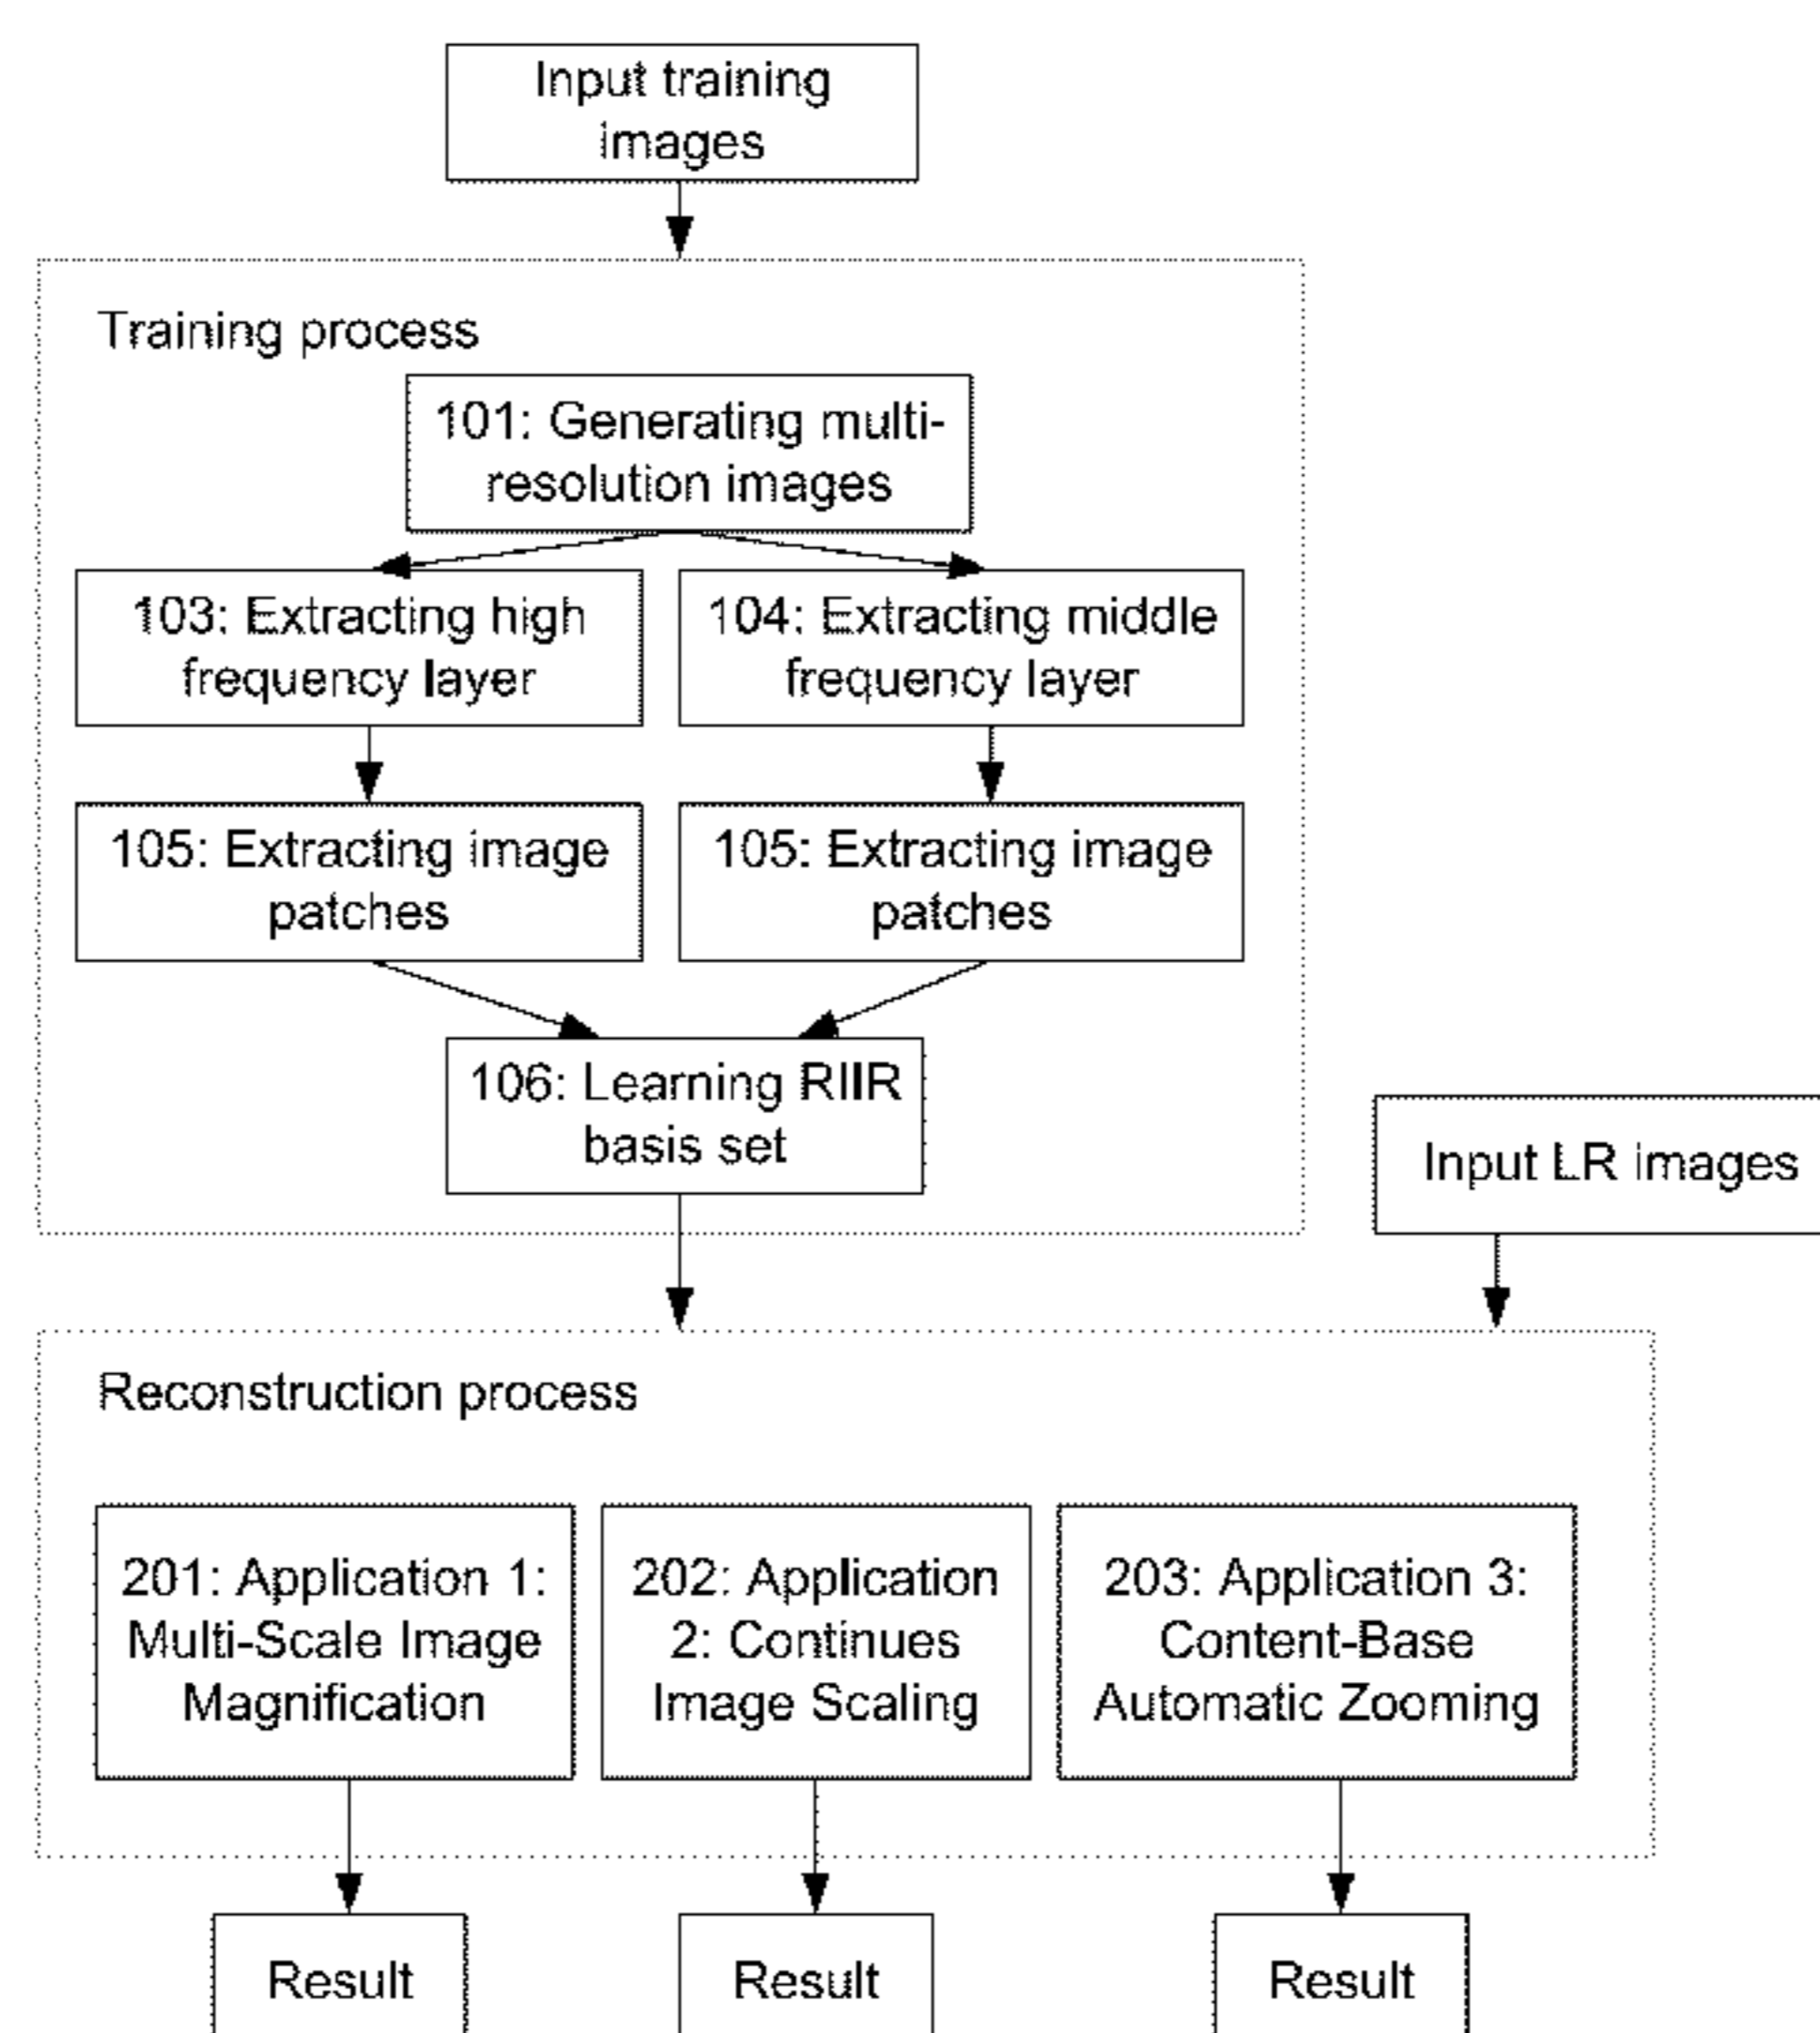 Input training
images
Training process
101: Generating multi-
resolution images
103: Extracting high
frequency layer
104: Extracting middle
frequency layer
105: Extracting image
patches
105: Extracting image
patches
106: Learning RIIR
basis set
Input LR images
Reconstruction process
201: Application 1:
Multi-Scale Image
Magnification
202: Application
2: Continues
Image Scaling
203: Application 3:
Content-Base
Automatic Zooming
Result
Result
Result